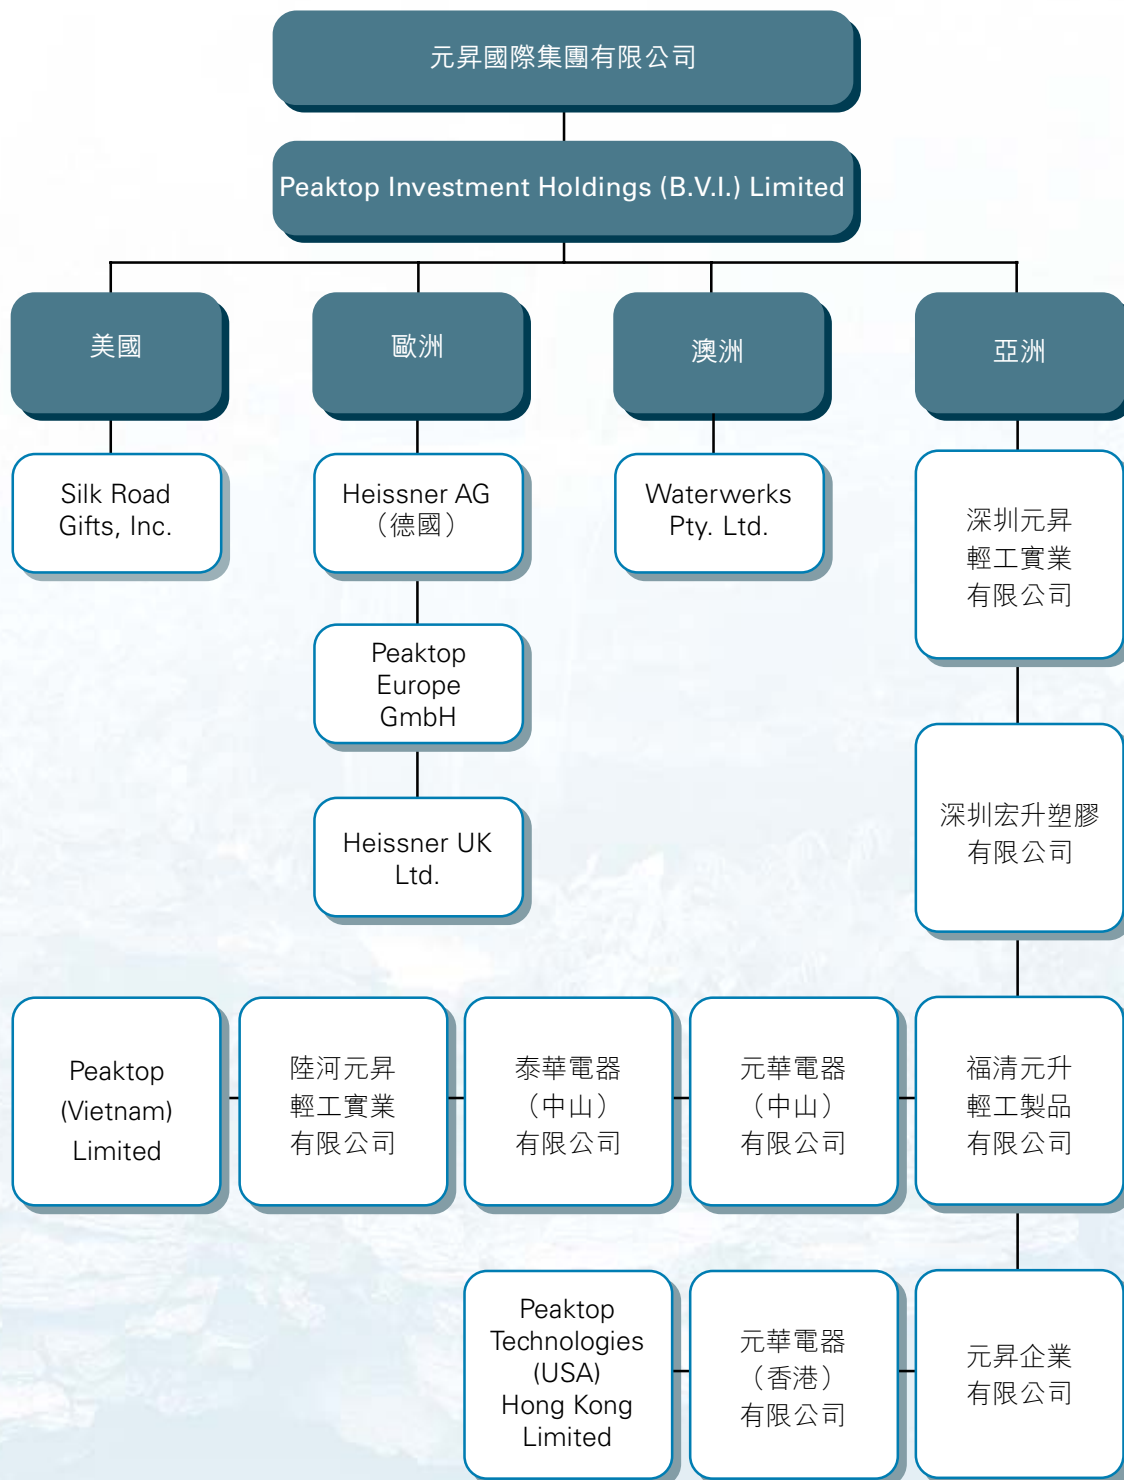 元昇國際集團有限公司
Peaktop Investment Holdings (B.V.I.) Limited
美國
歐洲
澳洲
亞洲
Silk Road
Gifts, Inc.
Heissner AG
（德國）
Waterwerks
Pty. Ltd.
深圳元昇
輕工實業
有限公司
Peaktop
Europe
GmbH
深圳宏升塑膠
有限公司
Heissner UK
Ltd.
Peaktop
(Vietnam)
Limited
陸河元昇
輕工實業
有限公司
泰華電器
（中山）
有限公司
元華電器
（中山）
有限公司
福清元升
輕工製品
有限公司
Peaktop
Technologies
(USA)
Hong Kong
Limited
元華電器
（香港）
有限公司
元昇企業
有限公司